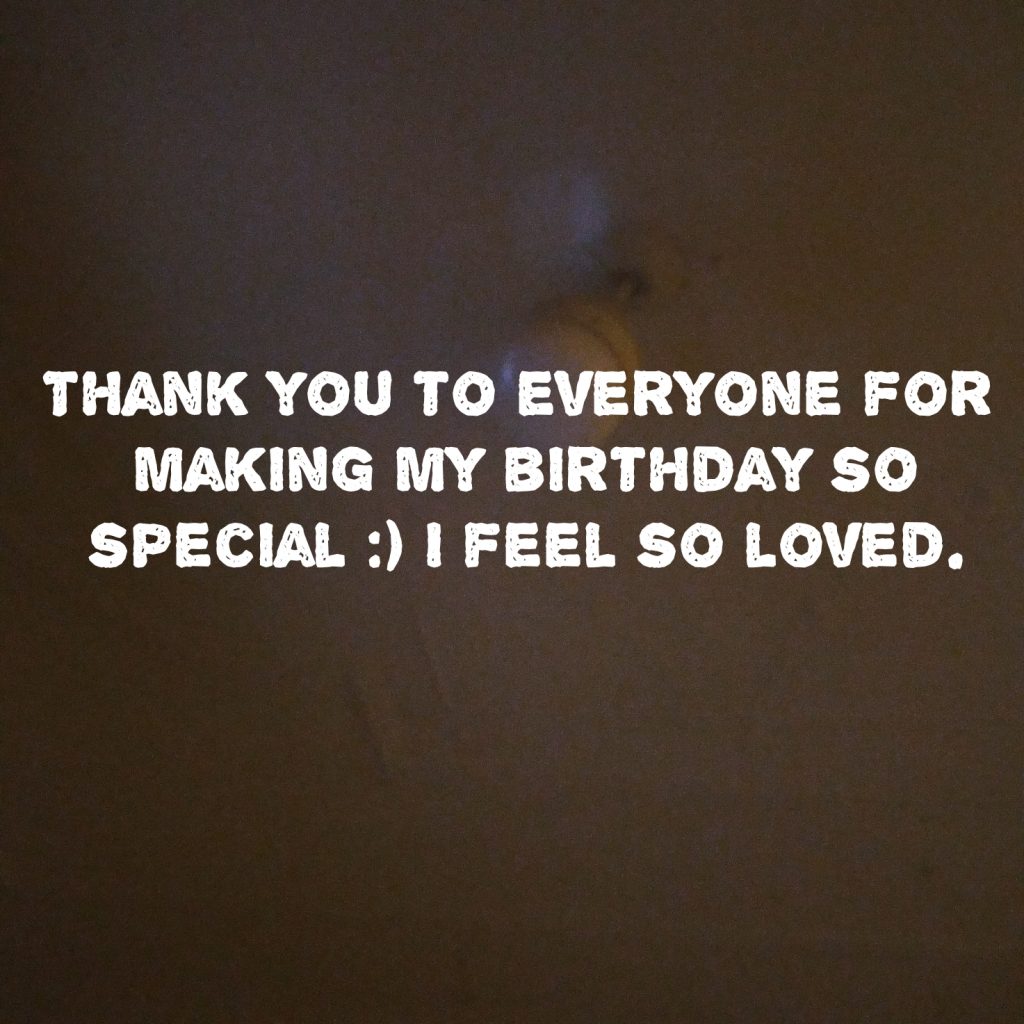 THANK YOU TO EVERYONE FOR
MAKING MY BIRTHDAY SO
SPECIAL :) I FEEL SO LOVED.